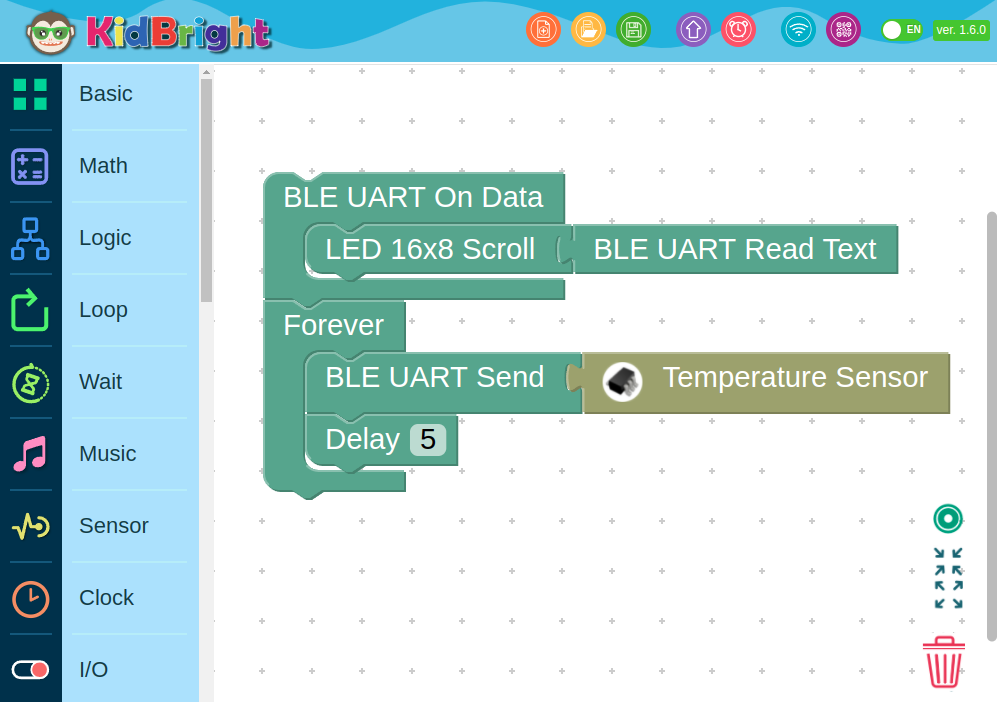 KidBright
EN
ver. 1.6.0
Basic
Math
Logic
Loop
Wait
Music
Sensor
Clock
I/O
BLE UART On Data
LED 16x8 Scroll BLE UART Read Text
Forever
BLE UART Send Temperature Sensor
Delay 5